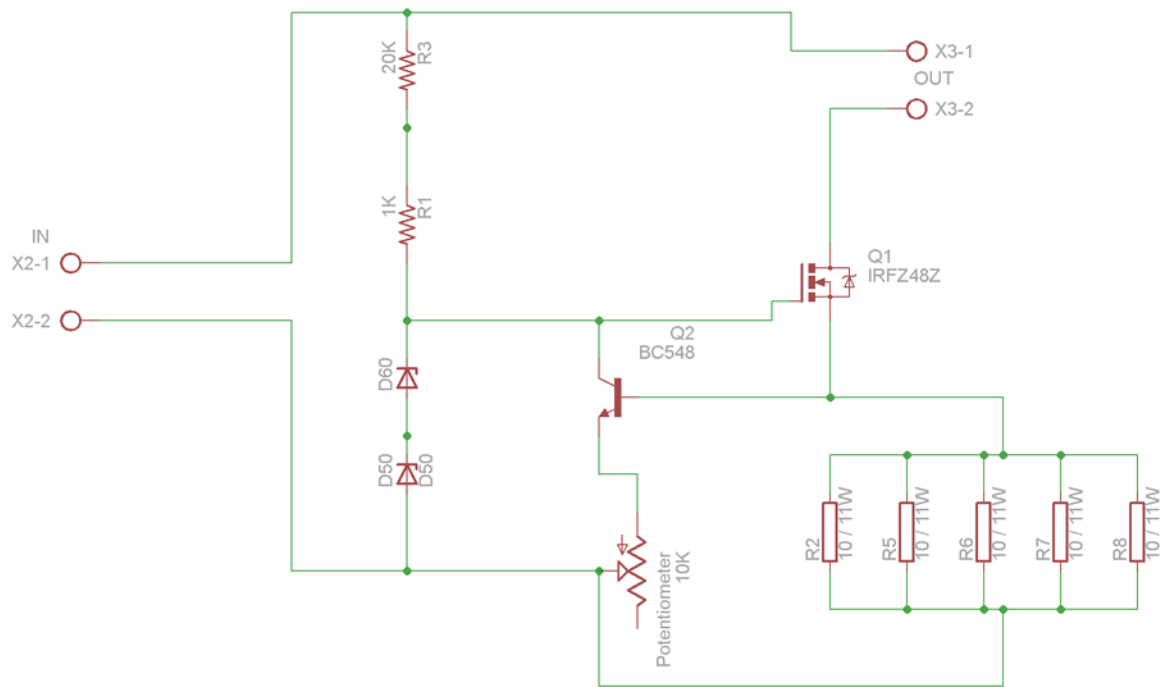 20K
R3
X3-1
OUT
X3-2
1K
R1
IN
X2-1
Q1
IRFZ48Z
X2-2
Q2
BC548
D60
D50
D50
R2
10 / 11W
R5
10 / 11W
R6
10 / 11W
R7
10 / 11W
R8
10 / 11W
Potentiometer
10K